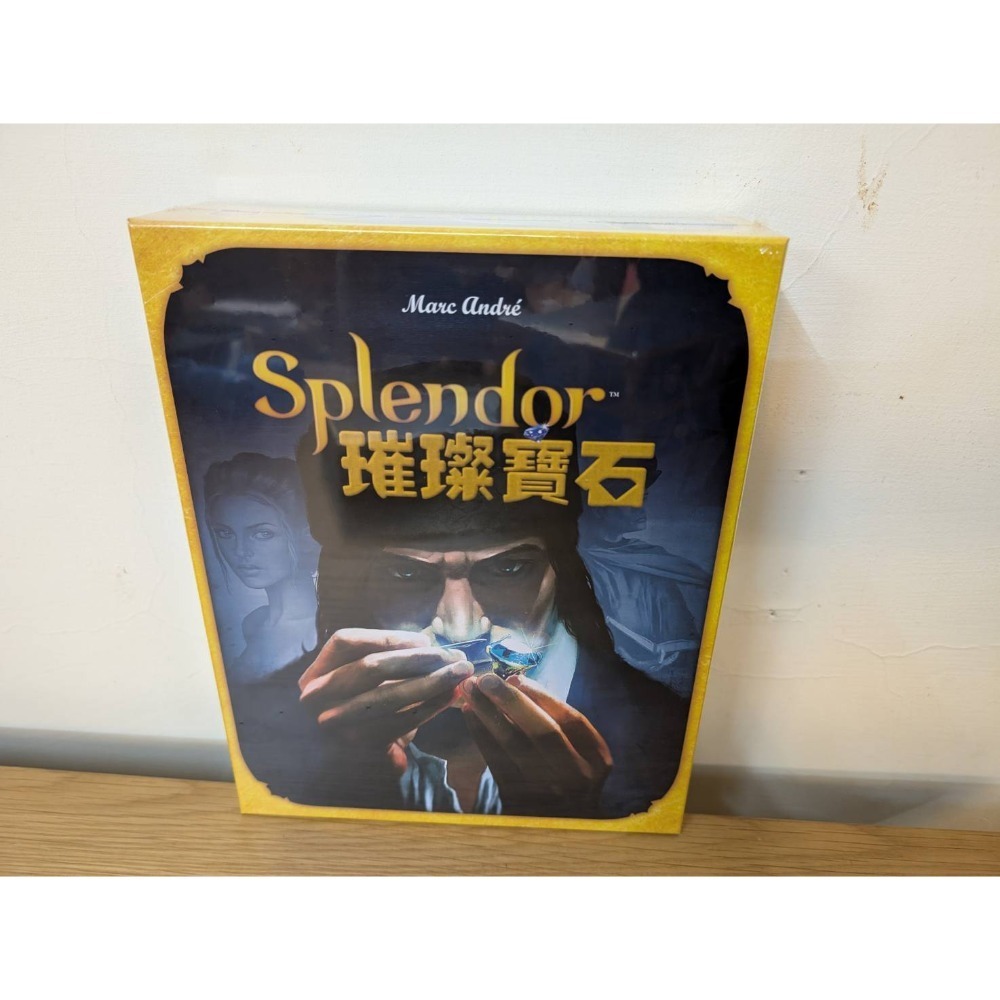 Marc André
Splendor™
璀璨寶石